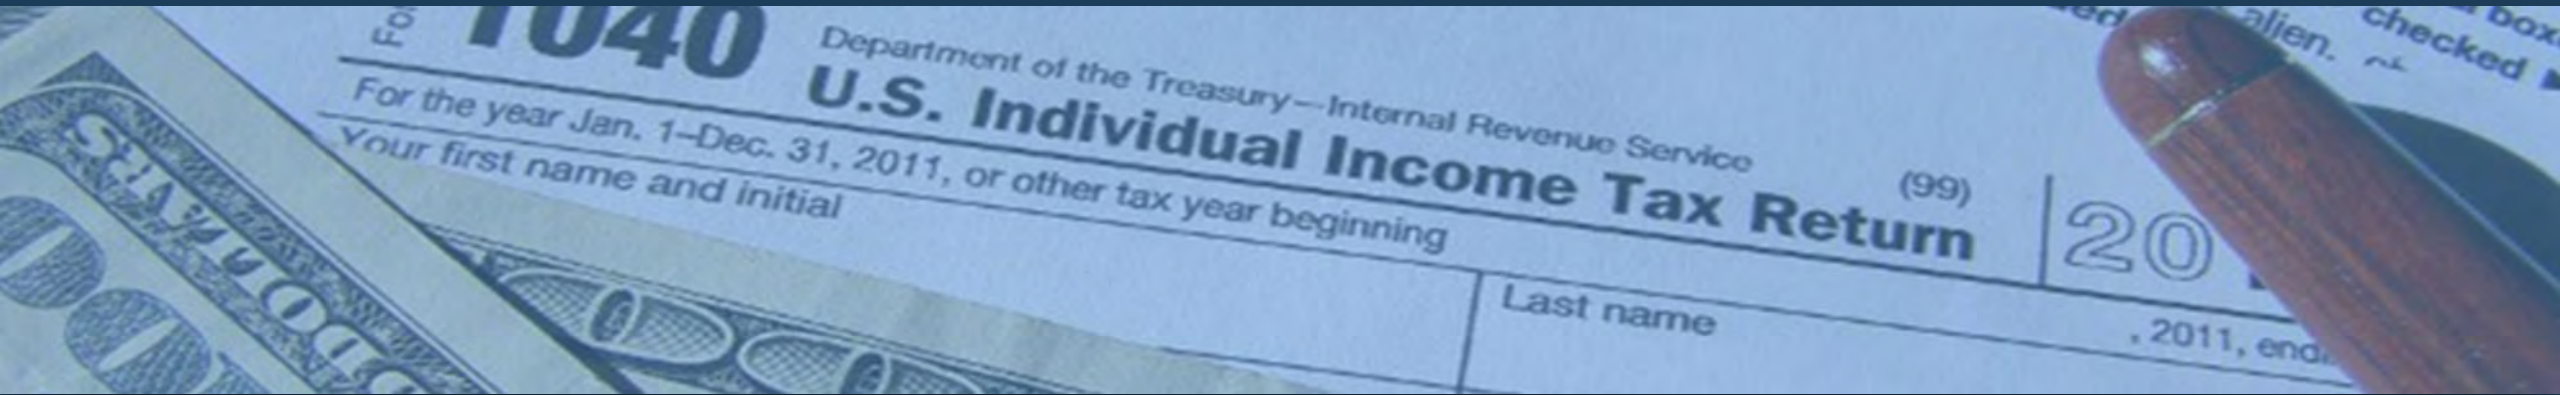 1040
Department of the Treasury—Internal Revenue Service
U.S. Individual Income Tax Return
(99)
20
For the year Jan. 1–Dec. 31, 2011, or other tax year beginning
, 2011,
Your first name and initial
Last name
alien.
checked ►
DOLLARS